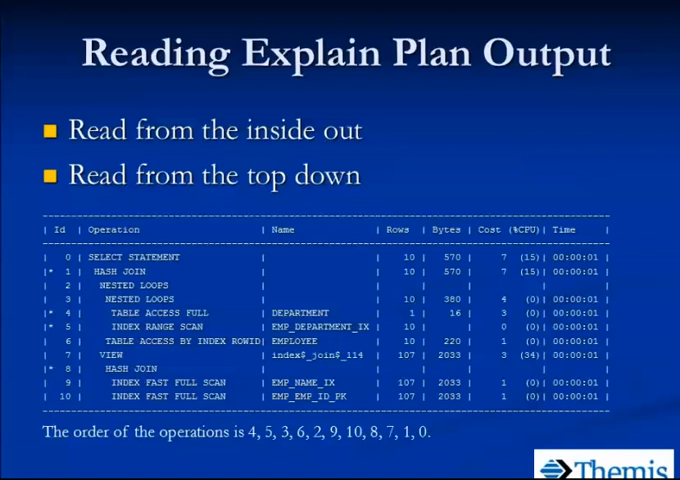 Reading Explain Plan Output
Read from the inside out
Read from the top down
| Id | Operation | Name | Rows | Bytes | Cost (%CPU)| Time |
| 0 | SELECT STATEMENT | | 10 | 570 | 7 (15)| 00:00:01 |
|* 1 | HASH JOIN | | 10 | 570 | 7 (15)| 00:00:01 |
| 2 | NESTED LOOPS | | | | | |
| 3 | NESTED LOOPS | | 10 | 380 | 4 (0)| 00:00:01 |
|* 4 | TABLE ACCESS FULL | DEPARTMENT | 1 | 16 | 3 (0)| 00:00:01 |
|* 5 | INDEX RANGE SCAN | EMP_DEPARTMENT_IX | 10 | | 0 (0)| 00:00:01 |
| 6 | TABLE ACCESS BY INDEX ROWID| EMPLOYEE | 10 | 220 | 1 (0)| 00:00:01 |
| 7 | VIEW | index$_join$_114 | 107 | 2033 | 3 (34)| 00:00:01 |
|* 8 | HASH JOIN | | | | | |
| 9 | INDEX FAST FULL SCAN | EMP_NAME_IX | 107 | 2033 | 1 (0)| 00:00:01 |
| 10 | INDEX FAST FULL SCAN | EMP_EMP_ID_PK | 107 | 2033 | 1 (0)| 00:00:01 |
The order of the operations is 4, 5, 3, 6, 2, 9, 10, 8, 7, 1, 0.
Themis